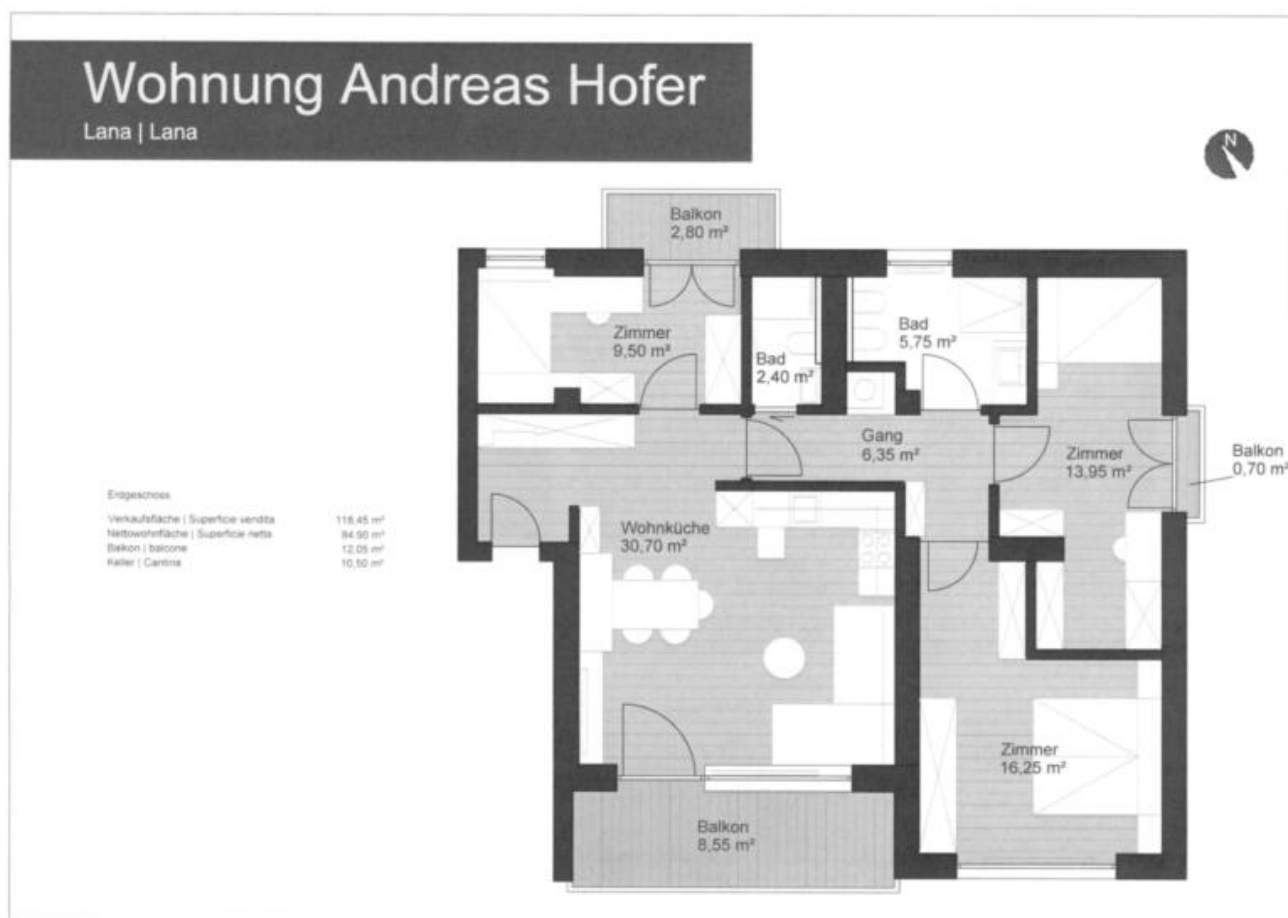 Wohnung Andreas Hofer
Lana | Lana
N
Balkon
2,80 m²
Zimmer
9,50 m²
Bad
2,40 m²
Bad
5,75 m²
Gang
6,35 m²
Zimmer
13,95 m²
Balkon
0,70 m²
Erdgeschoss
Verkaufsfläche | Superficie vendita 118,45 m²
Nettowohnfläche | Superficie netta 84,90 m²
Balkon | balcone 12,05 m²
Keller | Cantina 10,50 m²
Wohnküche
30,70 m²
Zimmer
16,25 m²
Balkon
8,55 m²